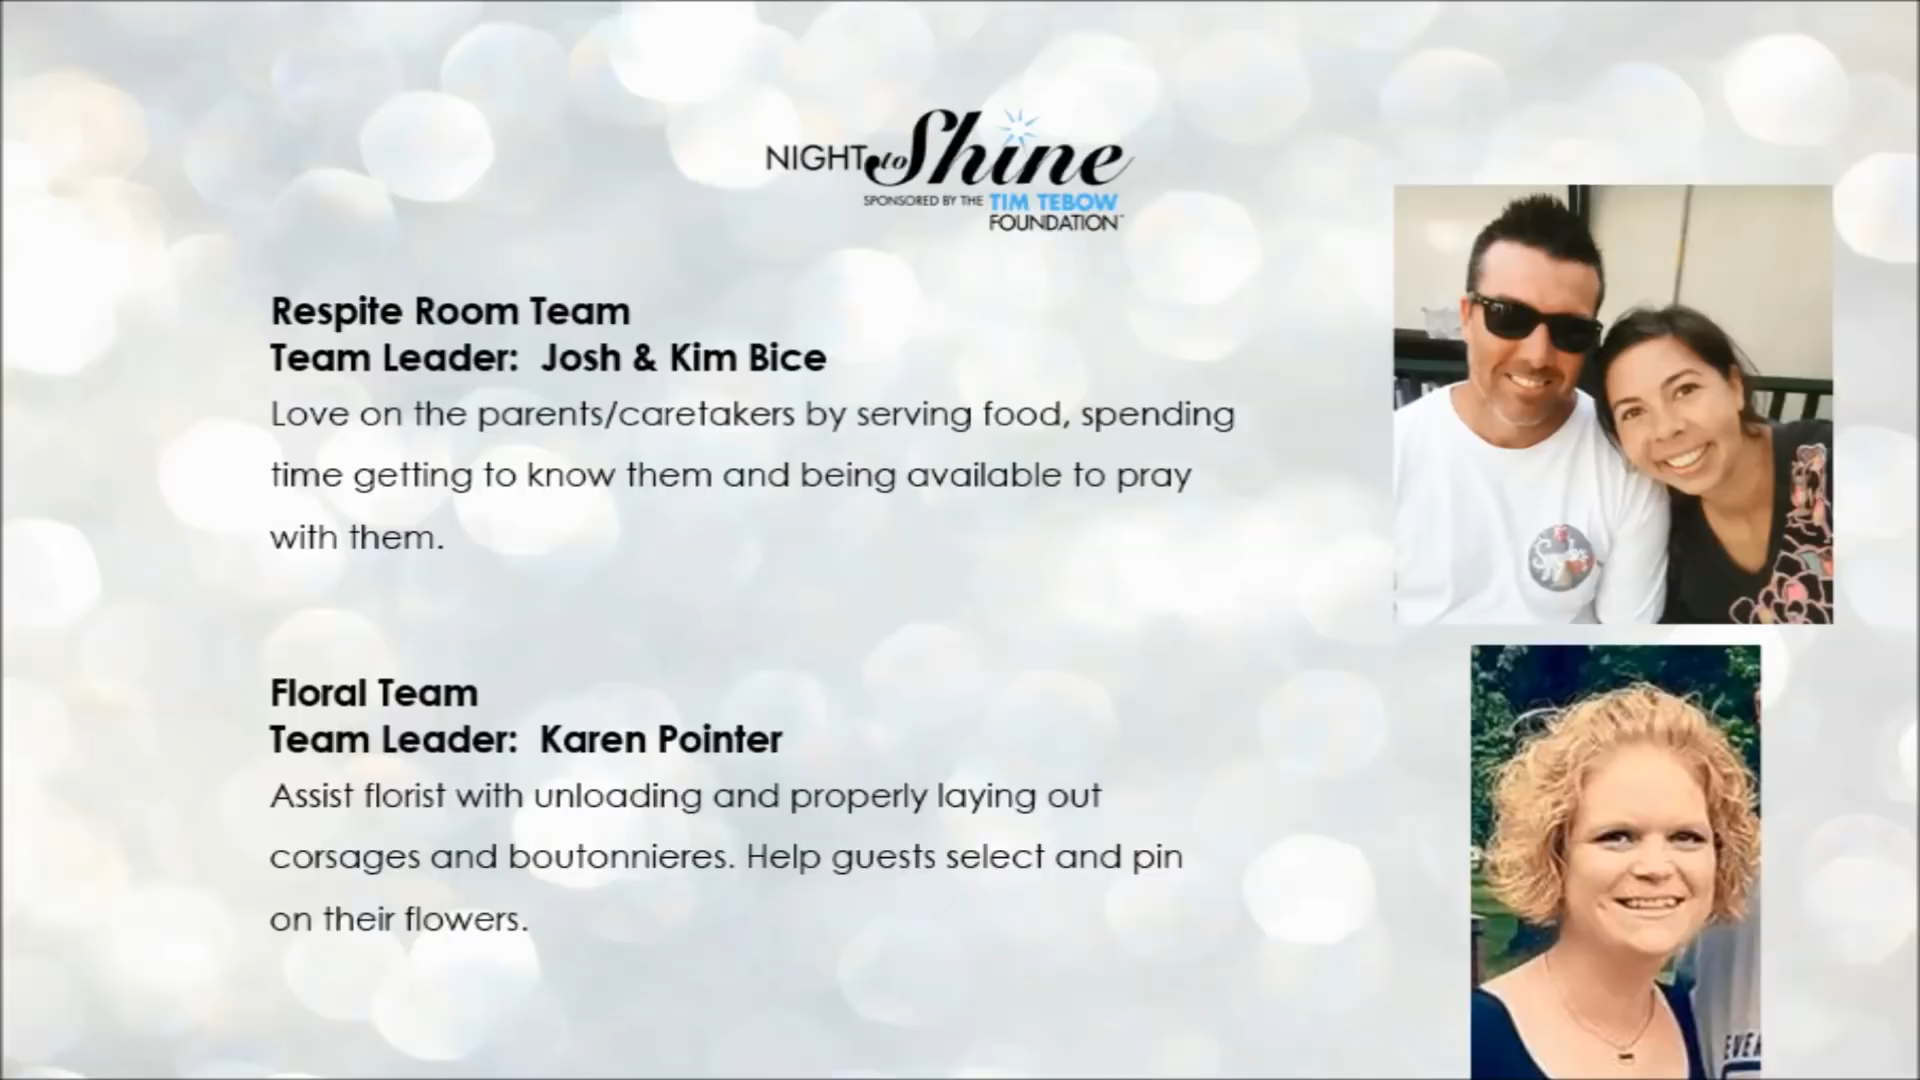 NIGHT to Shine
SPONSORED BY THE TIM TEBOW
FOUNDATION™
Respite Room Team
Team Leader:  Josh & Kim Bice
Love on the parents/caretakers by serving food, spending
time getting to know them and being available to pray
with them.
Floral Team
Team Leader:  Karen Pointer
Assist florist with unloading and properly laying out
corsages and boutonnieres. Help guests select and pin
on their flowers.